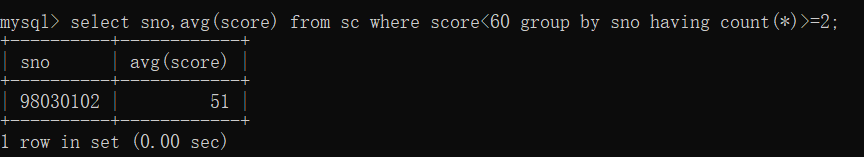 mysql> select sno,avg(score) from sc where score<60 group by sno having count(*)>=2;
+----------+------------+
| sno      | avg(score) |
+----------+------------+
| 98030102 |         51 |
+----------+------------+
1 row in set (0.00 sec)